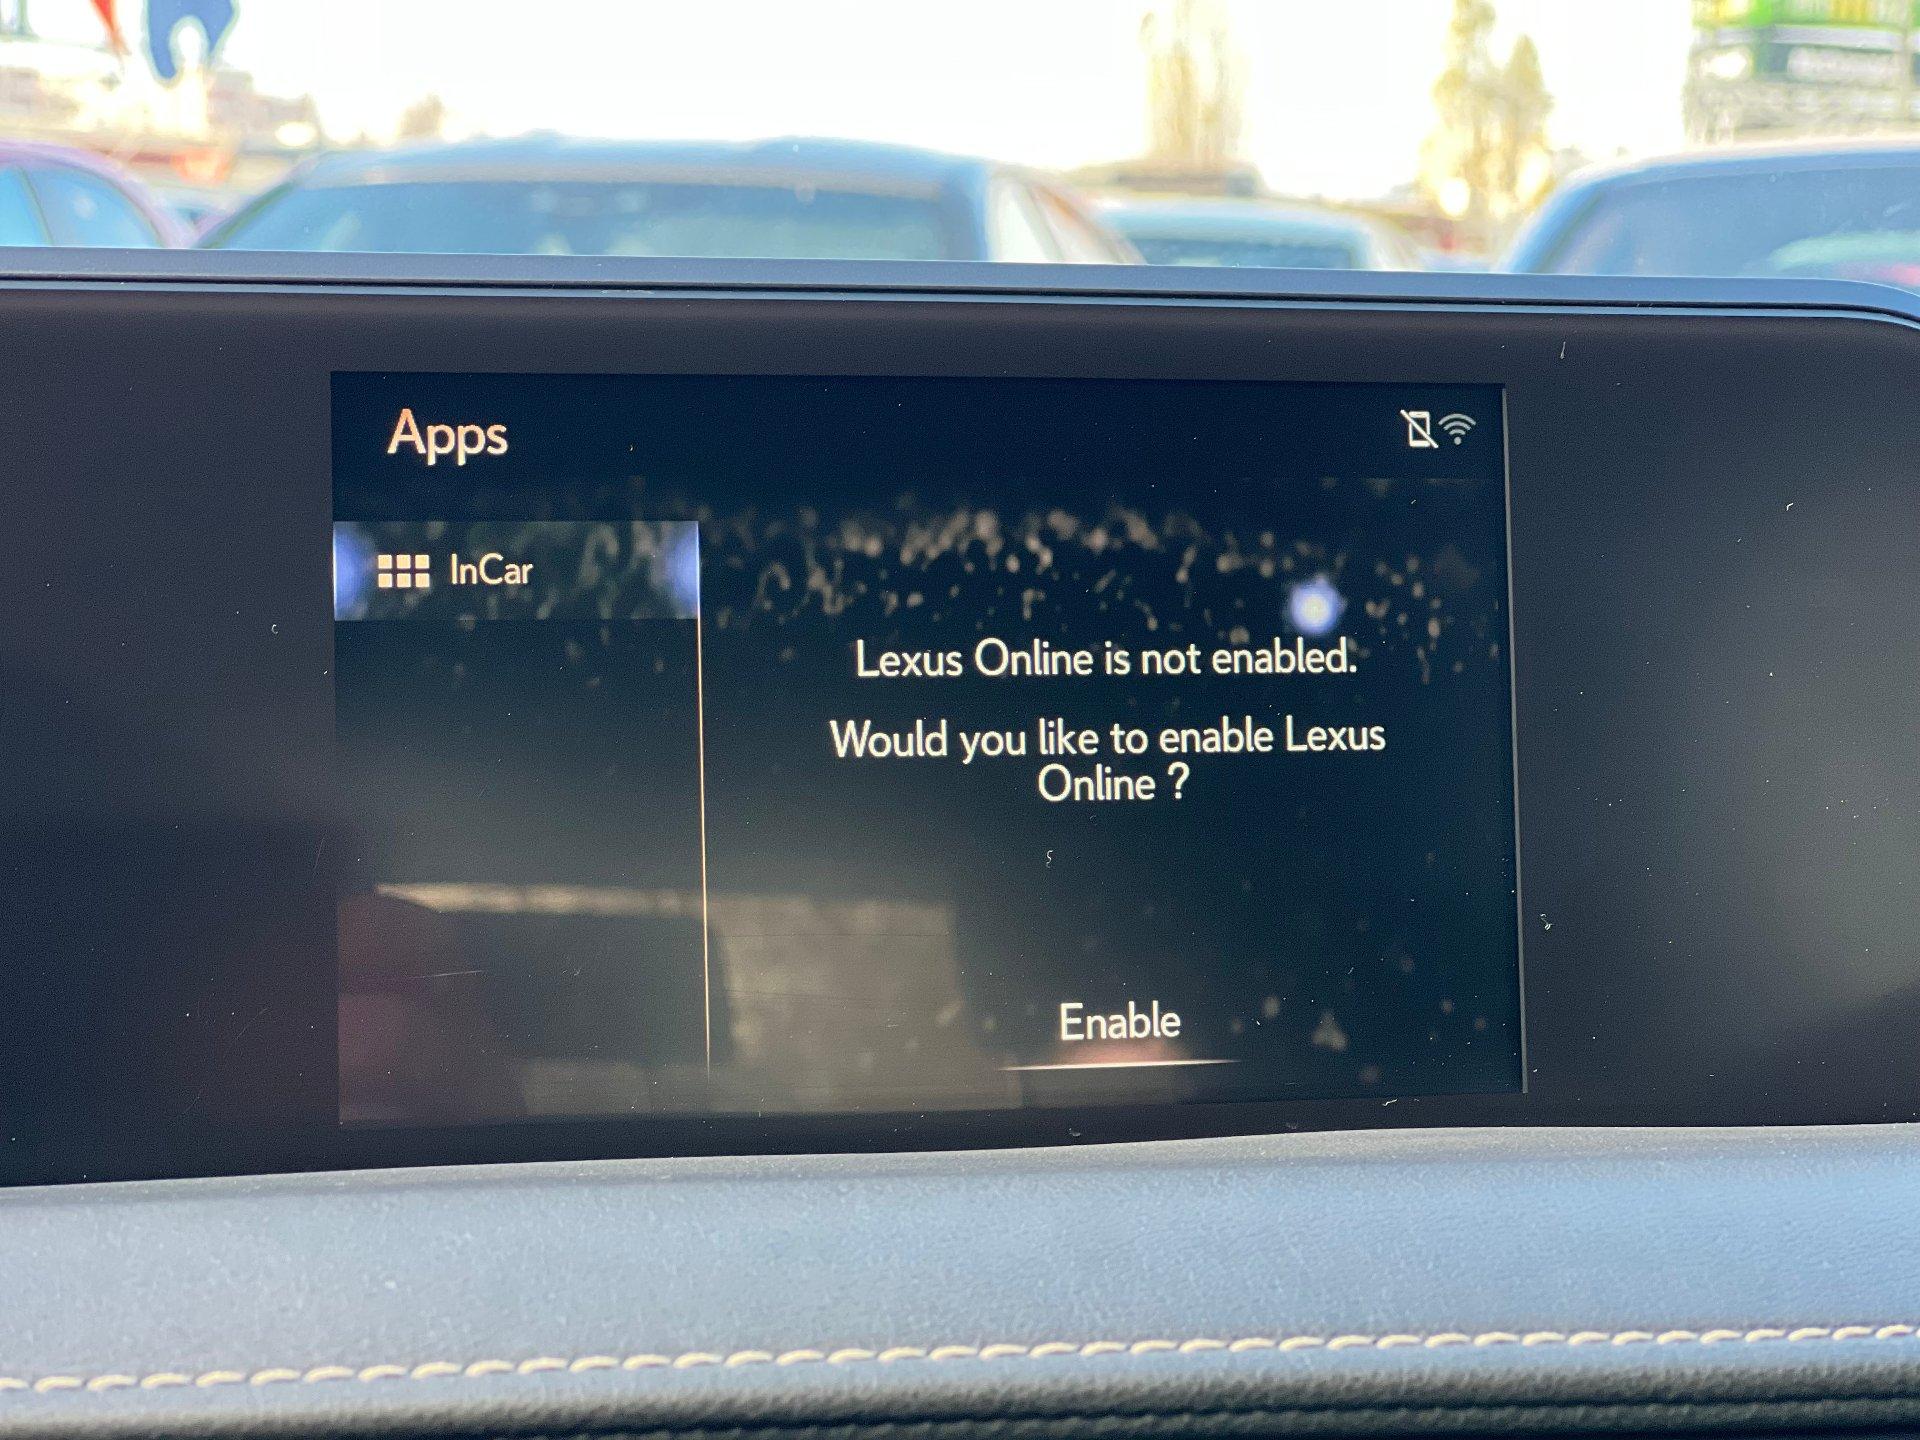 Apps
InCar
Lexus Online is not enabled.
Would you like to enable Lexus
Online ?
Enable